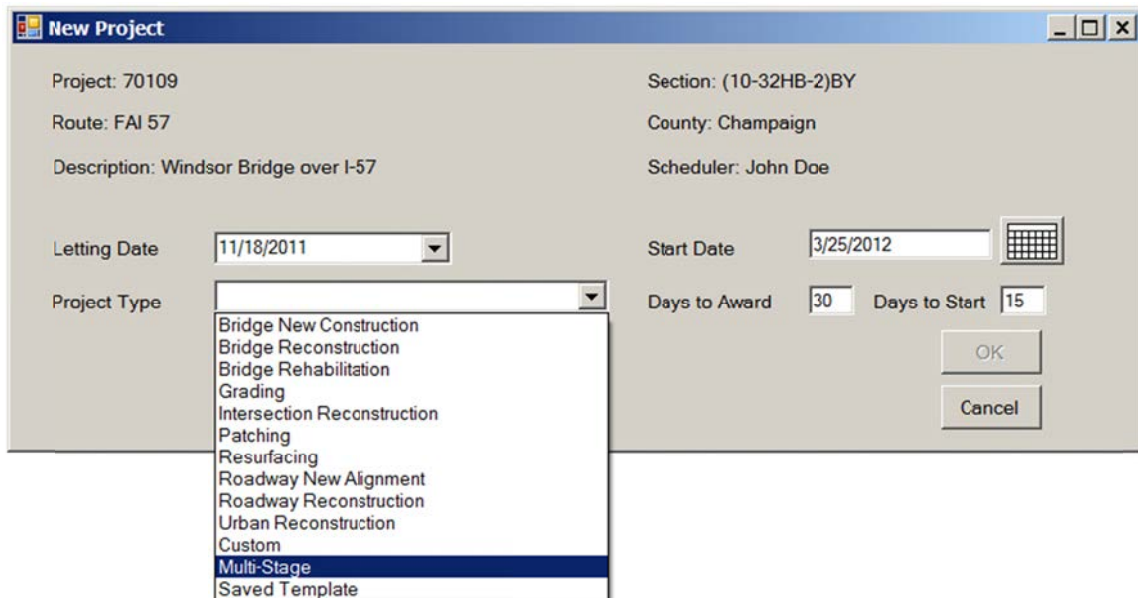 New Project
Project: 70109
Section: (10-32HB-2)BY
Route: FAI 57
County: Champaign
Description: Windsor Bridge over I-57
Scheduler: John Doe
Letting Date 11/18/2011
Start Date 3/25/2012
Project Type
Days to Award 30 Days to Start 15
Bridge New Construction
Bridge Reconstruction
Bridge Rehabilitation
Grading
Intersection Reconstruction
Patching
Resurfacing
Roadway New Alignment
Roadway Reconstruction
Urban Reconstruction
Custom
Multi-Stage
Saved Template
OK
Cancel